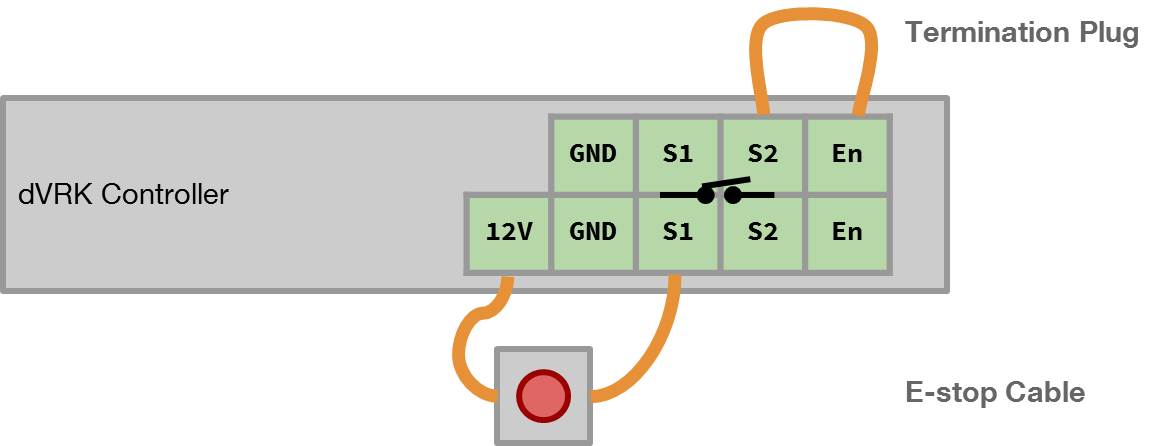 Termination Plug
GND S1 S2 En
dVRK Controller
12V GND S1 S2 En
E-stop Cable